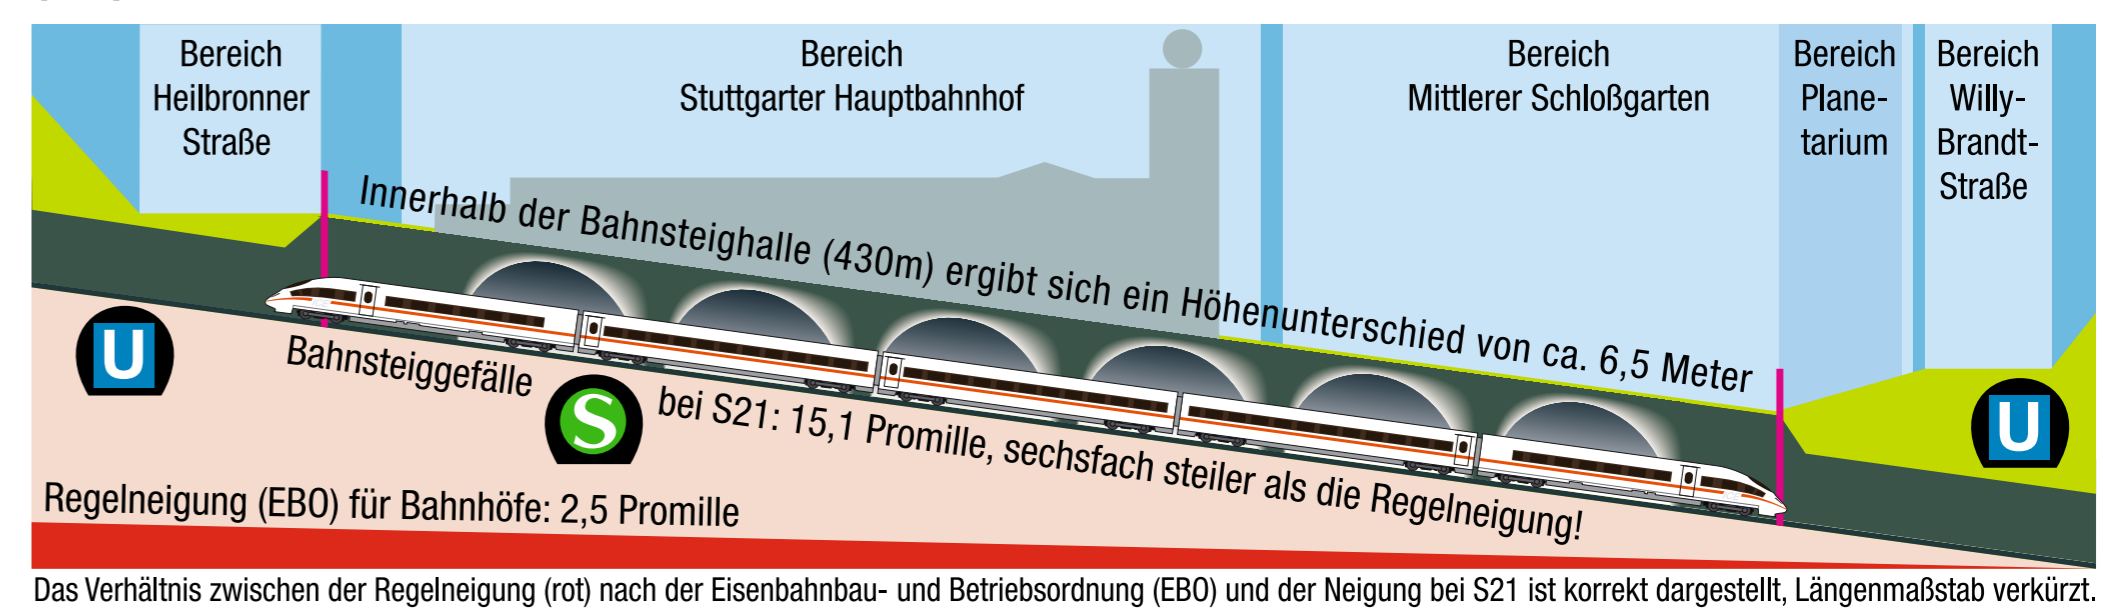 Bereich
Heilbronner
Straße
Bereich
Stuttgarter Hauptbahnhof
Bereich
Mittlerer Schloßgarten
Bereich
Plane-
tarium
Bereich
Willy-
Brandt-
Straße
Innerhalb der Bahnsteighalle (430m) ergibt sich ein Höhenunterschied von ca. 6,5 Meter
U
Bahnsteiggefälle
S
bei S21: 15,1 Promille, sechsfach steiler als die Regelneigung!
U
Regelneigung (EBO) für Bahnhöfe: 2,5 Promille
Das Verhältnis zwischen der Regelneigung (rot) nach der Eisenbahnbau- und Betriebsordnung (EBO) und der Neigung bei S21 ist korrekt dargestellt, Längenmaßstab verkürzt.